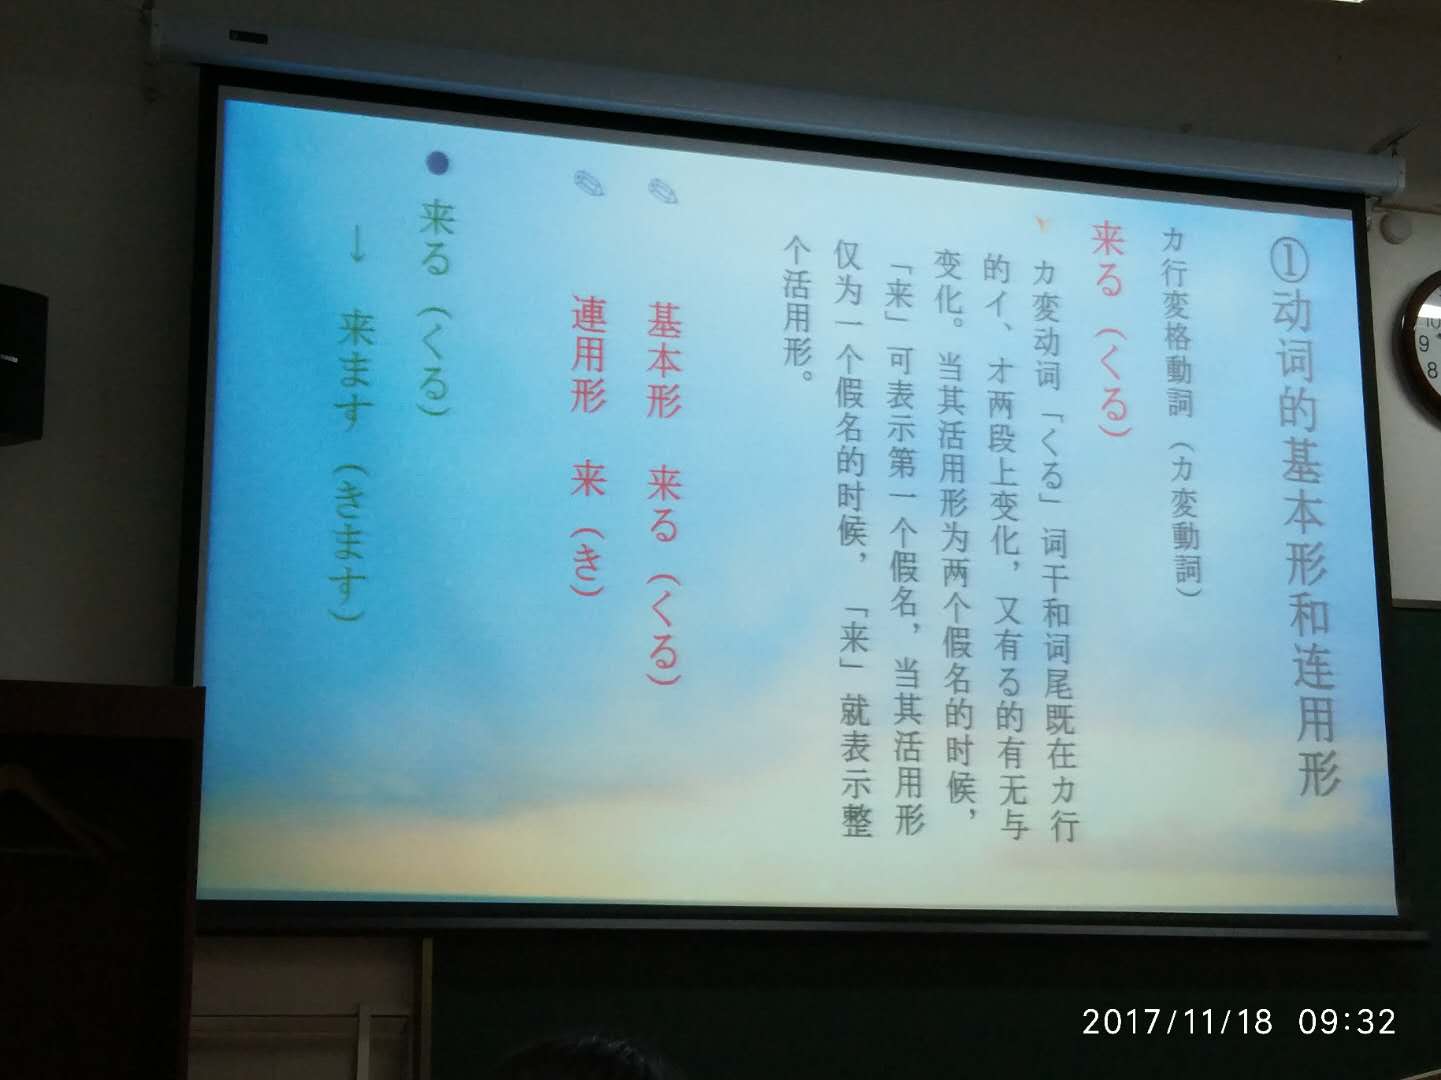 ①动词的基本形和连用形
カ行変格動詞（カ変動詞）
来る（くる）
カ変动词「くる」词干和词尾既在カ行
的イ、オ两段上变化，又有る的有无与
变化。当其活用形为两个假名的时候，
「来」可表示第一个假名，当其活用形
仅为一个假名的时候，「来」就表示整
个活用形。
基本形 来る（くる）
連用形 来（き）
来る（くる）
→ 来ます（きます）
10
9
8
2017/11/18 09:32